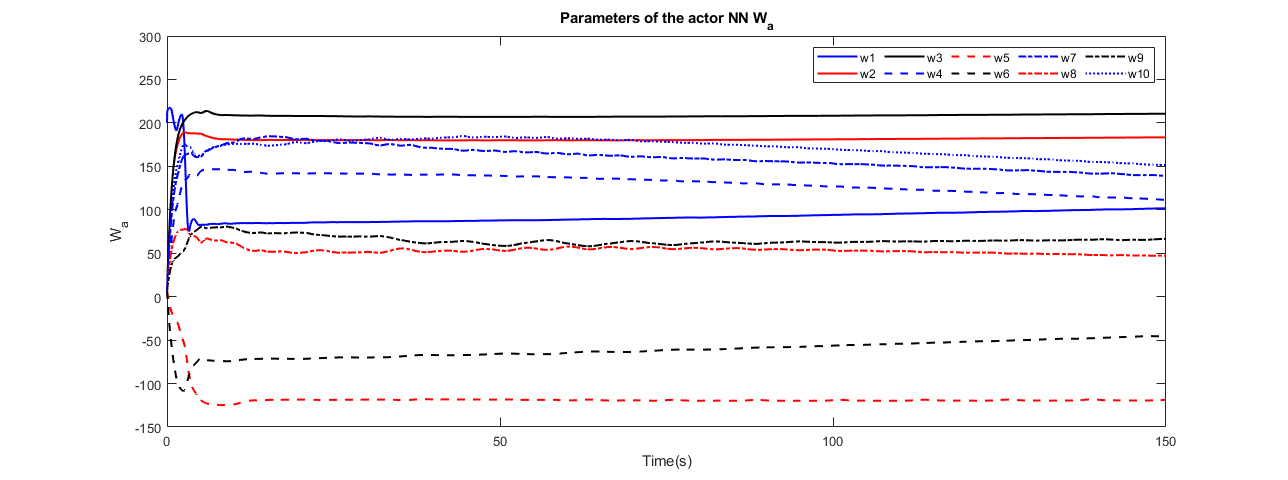 Parameters of the actor NN Wa
300
250
200
150
100
50
0
-50
-100
-150
Wa
w1 w3 w5 w7 w9
w2 w4 w6 w8 w10
0 50 100 150
Time(s)